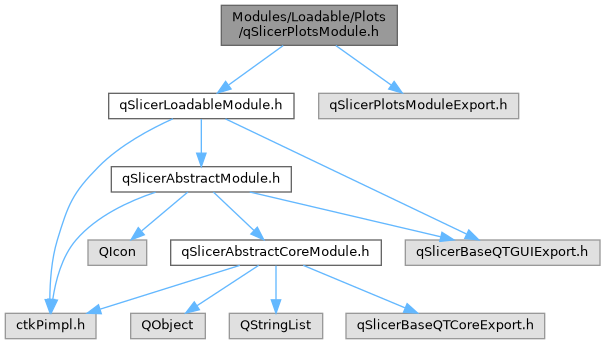 Modules/Loadable/Plots
/qSlicerPlotsModule.h
qSlicerLoadableModule.h
qSlicerPlotsModuleExport.h
qSlicerAbstractModule.h
QIcon
qSlicerAbstractCoreModule.h
qSlicerBaseQTGUIExport.h
ctkPimpl.h
QObject
QStringList
qSlicerBaseQTCoreExport.h